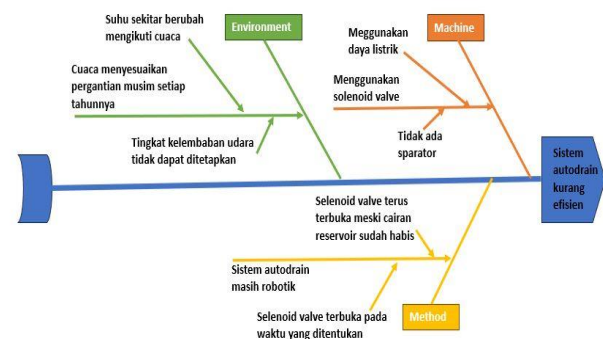 Environment
Suhu sekitar berubah
mengikuti cuaca
Cuaca menyesuaikan
pergantian musim setiap
tahunnya
Tingkat kelembaban udara
tidak dapat ditetapkan
Machine
Meggunakan
daya listrik
Menggunakan
solenoid valve
Tidak ada
sparator
Sistem
autodrain
kurang
efisien
Selenoid valve terus
terbuka meski cairan
reservoir sudah habis
Sistem autodrain
masih robotik
Selenoid valve terbuka pada
waktu yang ditentukan
Method